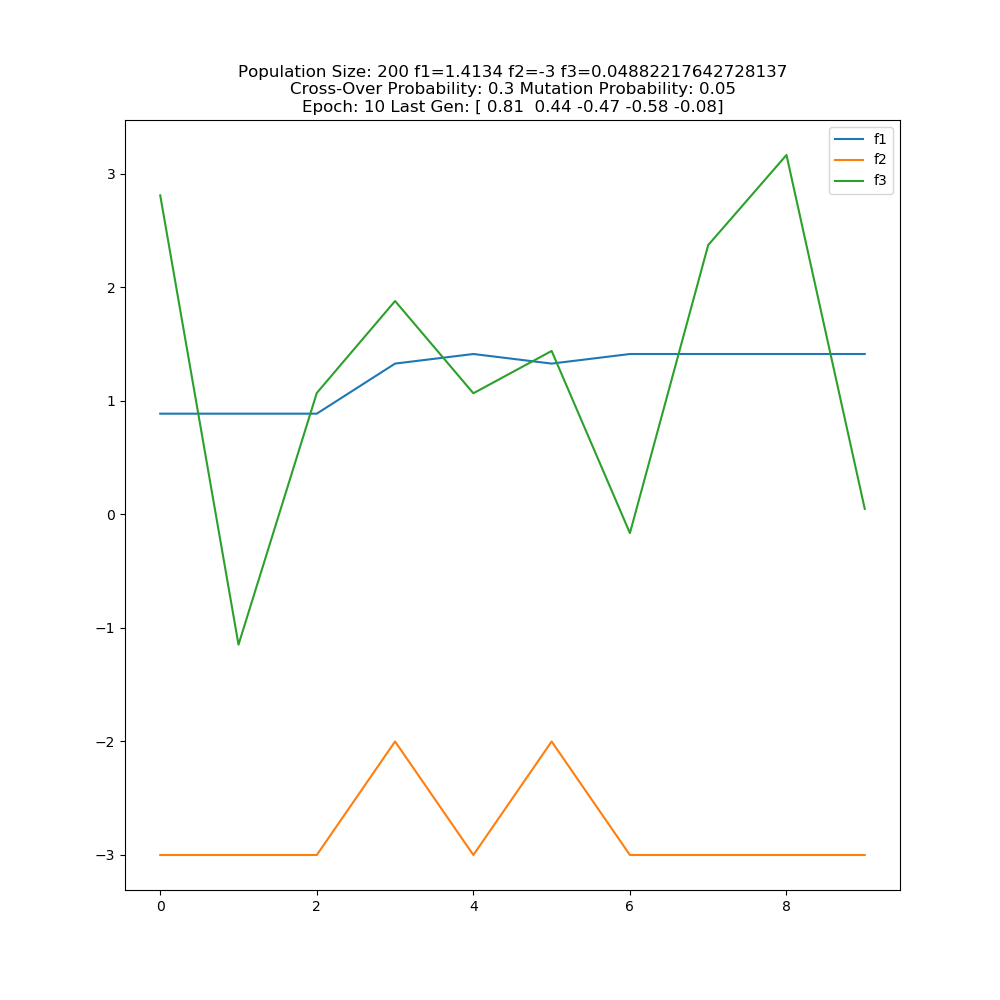 Population Size: 200 f1=1.4134 f2=-3 f3=0.04882217642728137
Cross-Over Probability: 0.3 Mutation Probability: 0.05
Epoch: 10 Last Gen: [ 0.81  0.44 -0.47 -0.58 -0.08]
f1
f2
f3
3
2
1
0
−1
−2
−3
0 2 4 6 8